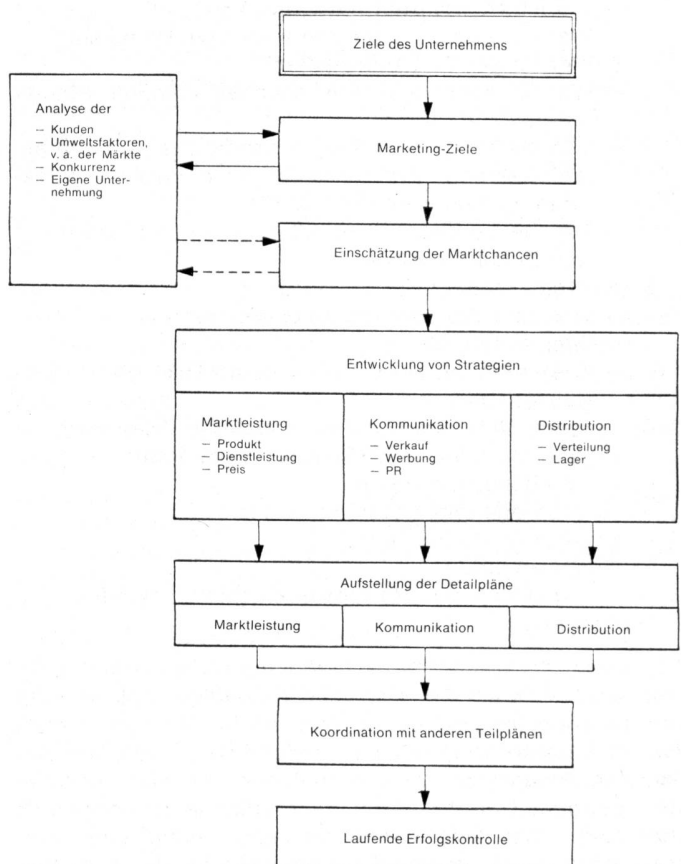 Ziele des Unternehmens
Analyse der
– Kunden
– Umweltsfaktoren,
v. a. der Märkte
– Konkurrenz
– Eigene Unter-
nehmung
Marketing-Ziele
Einschätzung der Marktchancen
Entwicklung von Strategien
Marktleistung
– Produkt
– Dienstleistung
– Preis
Kommunikation
– Verkauf
– Werbung
– PR
Distribution
– Verteilung
– Lager
Aufstellung der Detailpläne
Marktleistung
Kommunikation
Distribution
Koordination mit anderen Teilplänen
Laufende Erfolgskontrolle